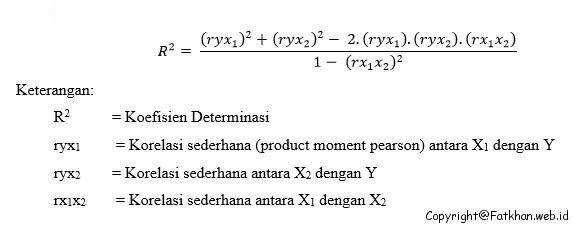 R² = (ryx₁)² + (ryx₂)² − 2.(ryx₁).(ryx₂).(rx₁x₂) / 1 − (rx₁x₂)²
Keterangan:
R² = Koefisien Determinasi
ryx₁ = Korelasi sederhana (product moment pearson) antara X₁ dengan Y
ryx₂ = Korelasi sederhana antara X₂ dengan Y
rx₁x₂ = Korelasi sederhana antara X₁ dengan X₂
Copyright@Fatkhan.web.id